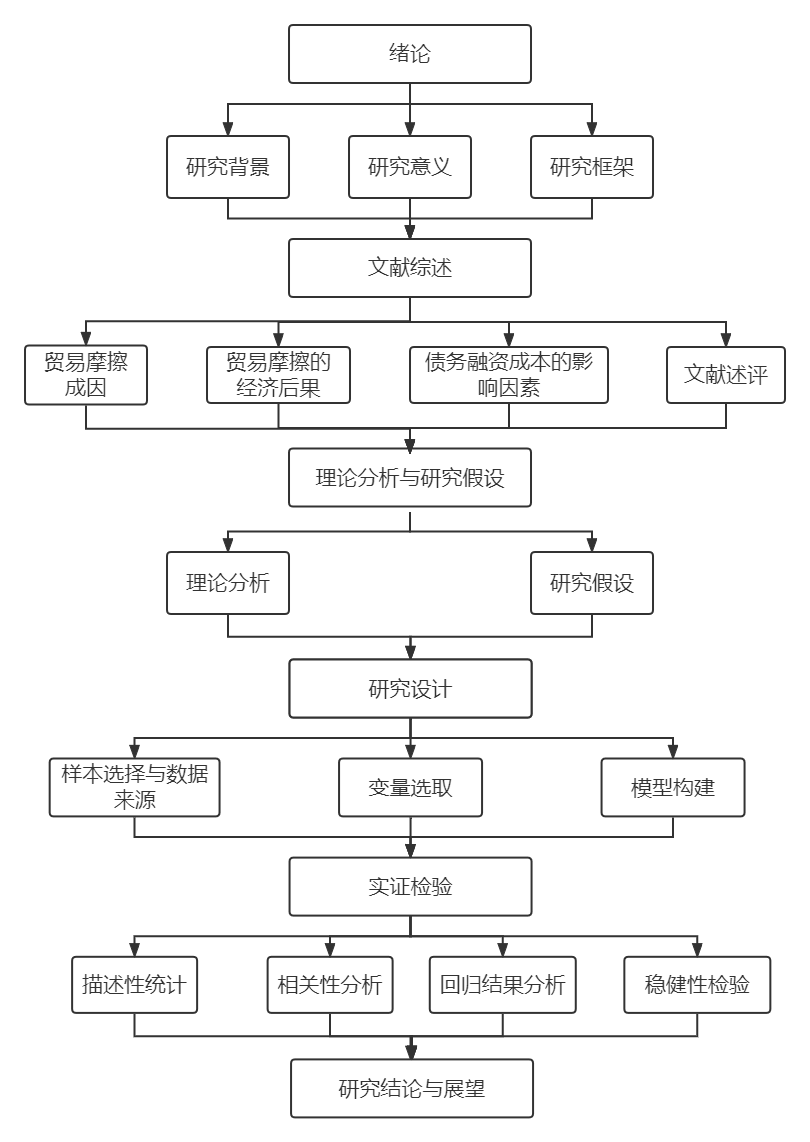 绪论
研究背景
研究意义
研究框架
文献综述
贸易摩擦
成因
贸易摩擦的
经济后果
债务融资成本的影
响因素
文献述评
理论分析与研究假设
理论分析
研究假设
研究设计
样本选择与数据
来源
变量选取
模型构建
实证检验
描述性统计
相关性分析
回归结果分析
稳健性检验
研究结论与展望